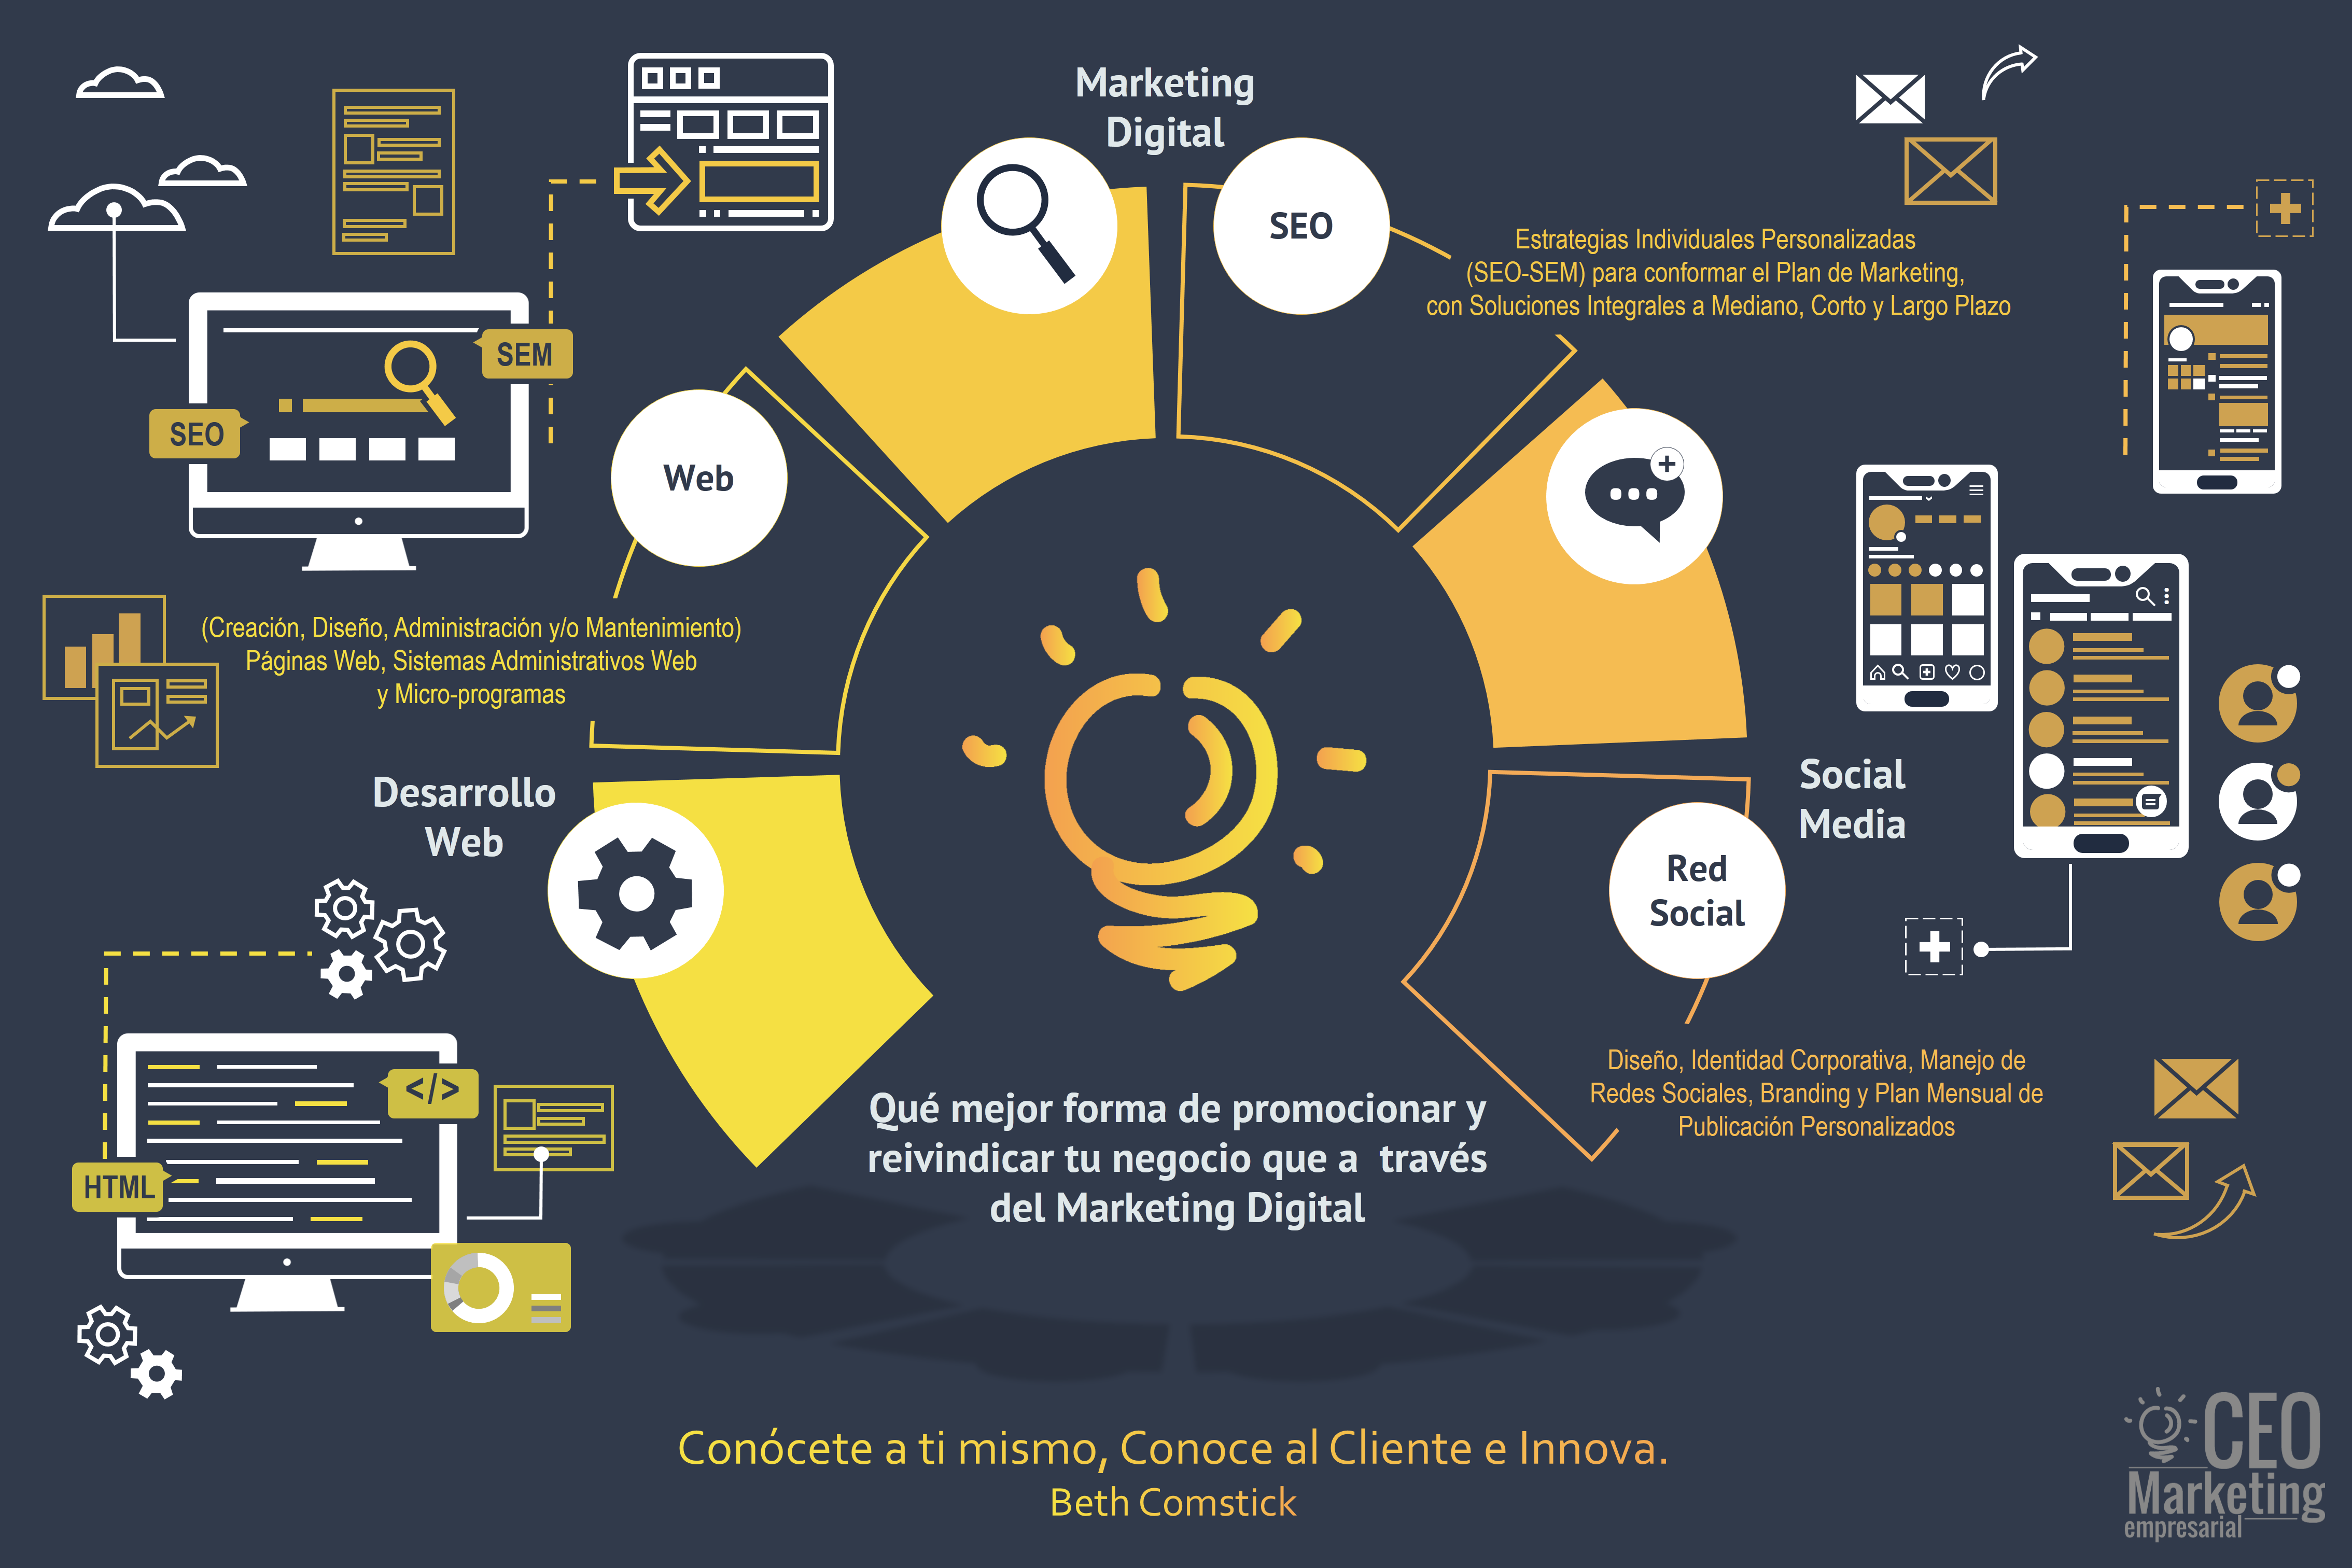 Marketing
Digital
SEO
Estrategias Individuales Personalizadas
(SEO-SEM) para conformar el Plan de Marketing,
con Soluciones Integrales a Mediano, Corto y Largo Plazo
SEM
SEO
Web
(Creación, Diseño, Administración y/o Mantenimiento)
Páginas Web, Sistemas Administrativos Web
y Micro-programas
Desarrollo
Web
Social
Media
Red
Social
Diseño, Identidad Corporativa, Manejo de
Redes Sociales, Branding y Plan Mensual de
Publicación Personalizados
</>
HTML
Qué mejor forma de promocionar y
reivindicar tu negocio que a través
del Marketing Digital
Conócete a ti mismo, Conoce al Cliente e Innova.
Beth Comstick
CEO
Marketing
empresarial